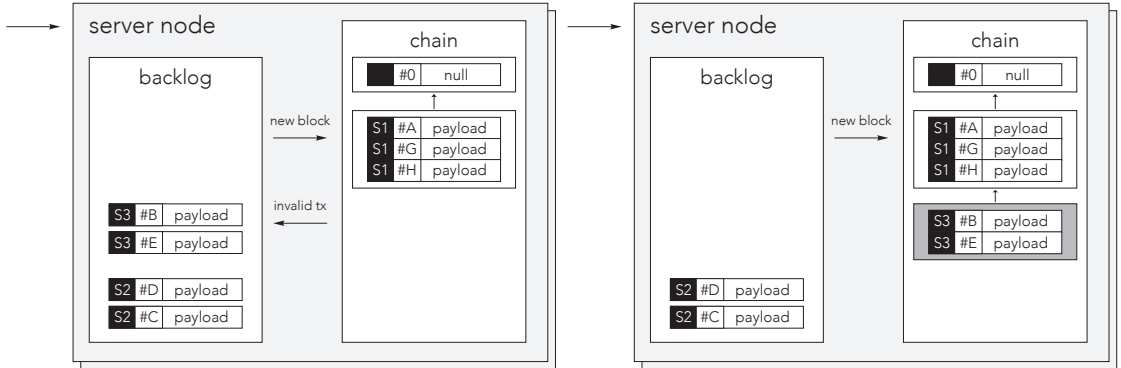 server node
backlog
S3 #B payload
S3 #E payload
S2 #D payload
S2 #C payload
new block
invalid tx
chain
#0 null
S1 #A payload
S1 #G payload
S1 #H payload
server node
backlog
S2 #D payload
S2 #C payload
new block
chain
#0 null
S1 #A payload
S1 #G payload
S1 #H payload
S3 #B payload
S3 #E payload